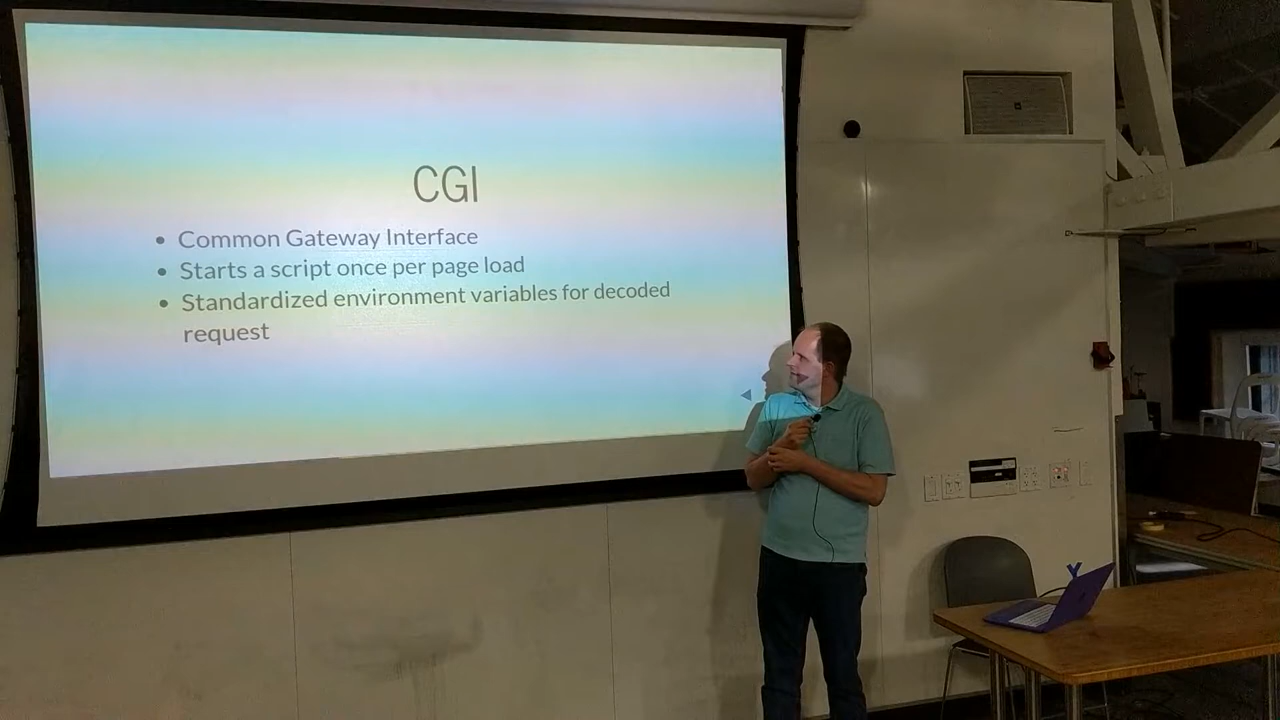 CGI
Common Gateway Interface
Starts a script once per page load
Standardized environment variables for decoded
request